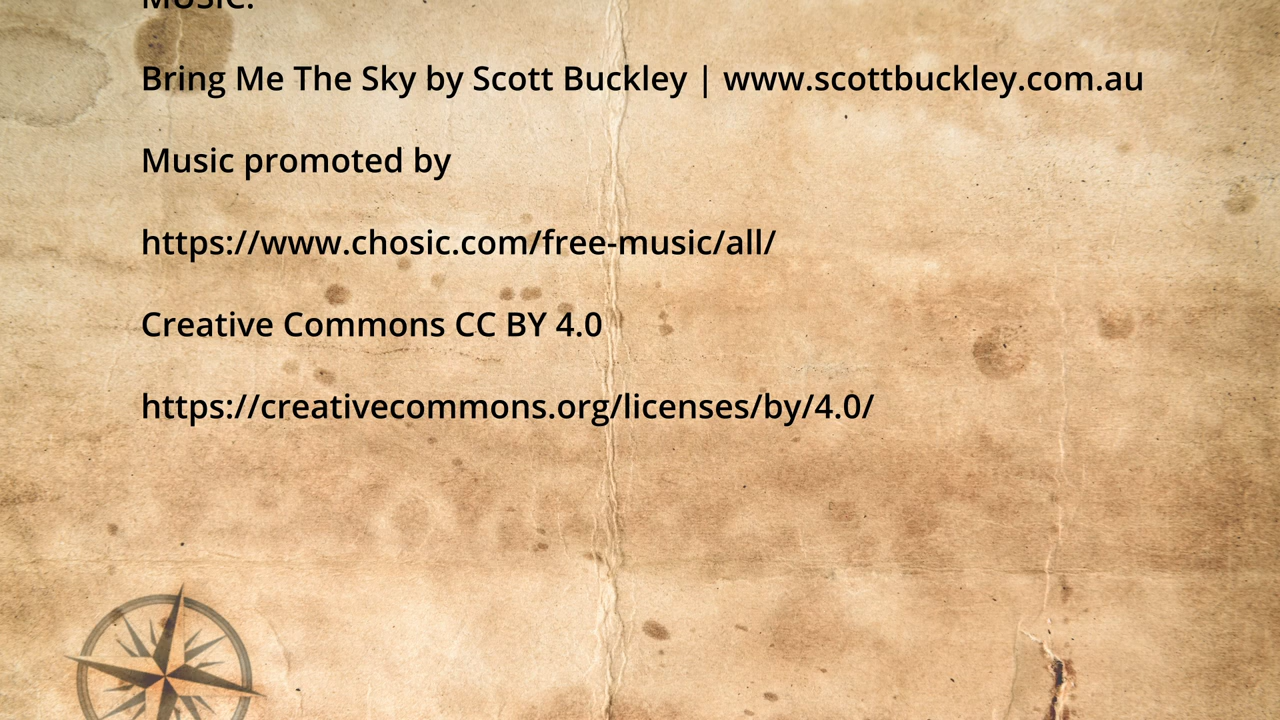 Music:
Bring Me The Sky by Scott Buckley | www.scottbuckley.com.au
Music promoted by
https://www.chosic.com/free-music/all/
Creative Commons CC BY 4.0
https://creativecommons.org/licenses/by/4.0/